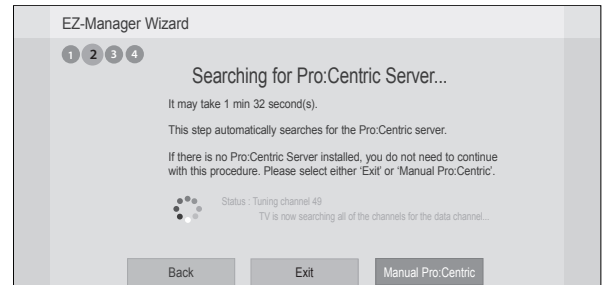 EZ-Manager Wizard
1 2 3 4
Searching for Pro:Centric Server...
It may take 1 min 32 second(s).
This step automatically searches for the Pro:Centric server.
If there is no Pro:Centric Server installed, you do not need to continue
with this procedure. Please select either ‘Exit’ or ‘Manual Pro:Centric’.
Status : Tuning channel 49
TV is now searching all of the channels for the data channel...
Back Exit Manual Pro:Centric